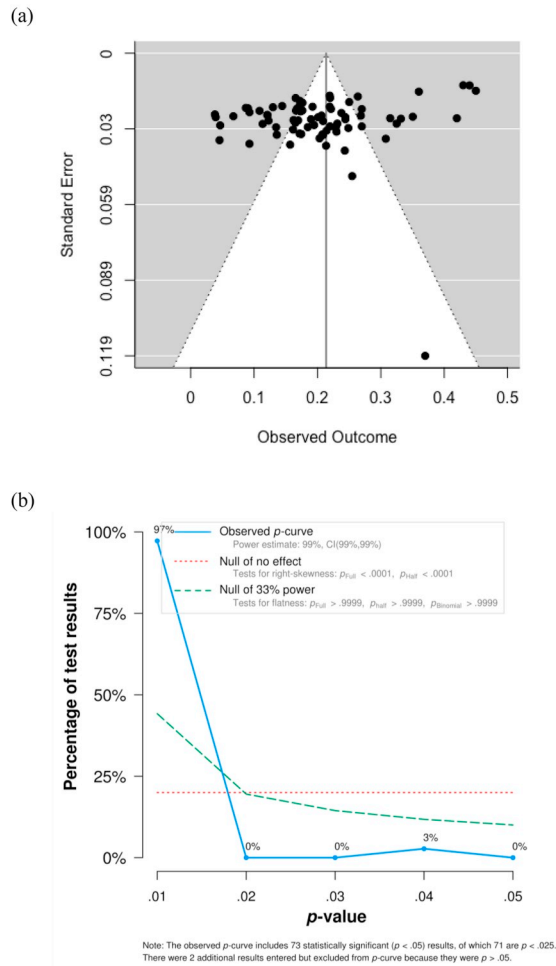 (a)
0
0.03
0.059
0.089
0.119
Standard Error
0 0.1 0.2 0.3 0.4 0.5
Observed Outcome
(b)
97%
Observed p-curve
Power estimate: 99%, CI(99%,99%)
Null of no effect
Tests for right-skewness: pFull < .0001, pHalf < .0001
Null of 33% power
Tests for flatness: pFull > .9999, phalf > .9999, pBinomial > .9999
100%
75%
50%
25%
0%
Percentage of test results
0% 0% 3% 0%
.01 .02 .03 .04 .05
p-value
Note: The observed p-curve includes 73 statistically significant (p < .05) results, of which 71 are p < .025.
There were 2 additional results entered but excluded from p-curve because they were p > .05.